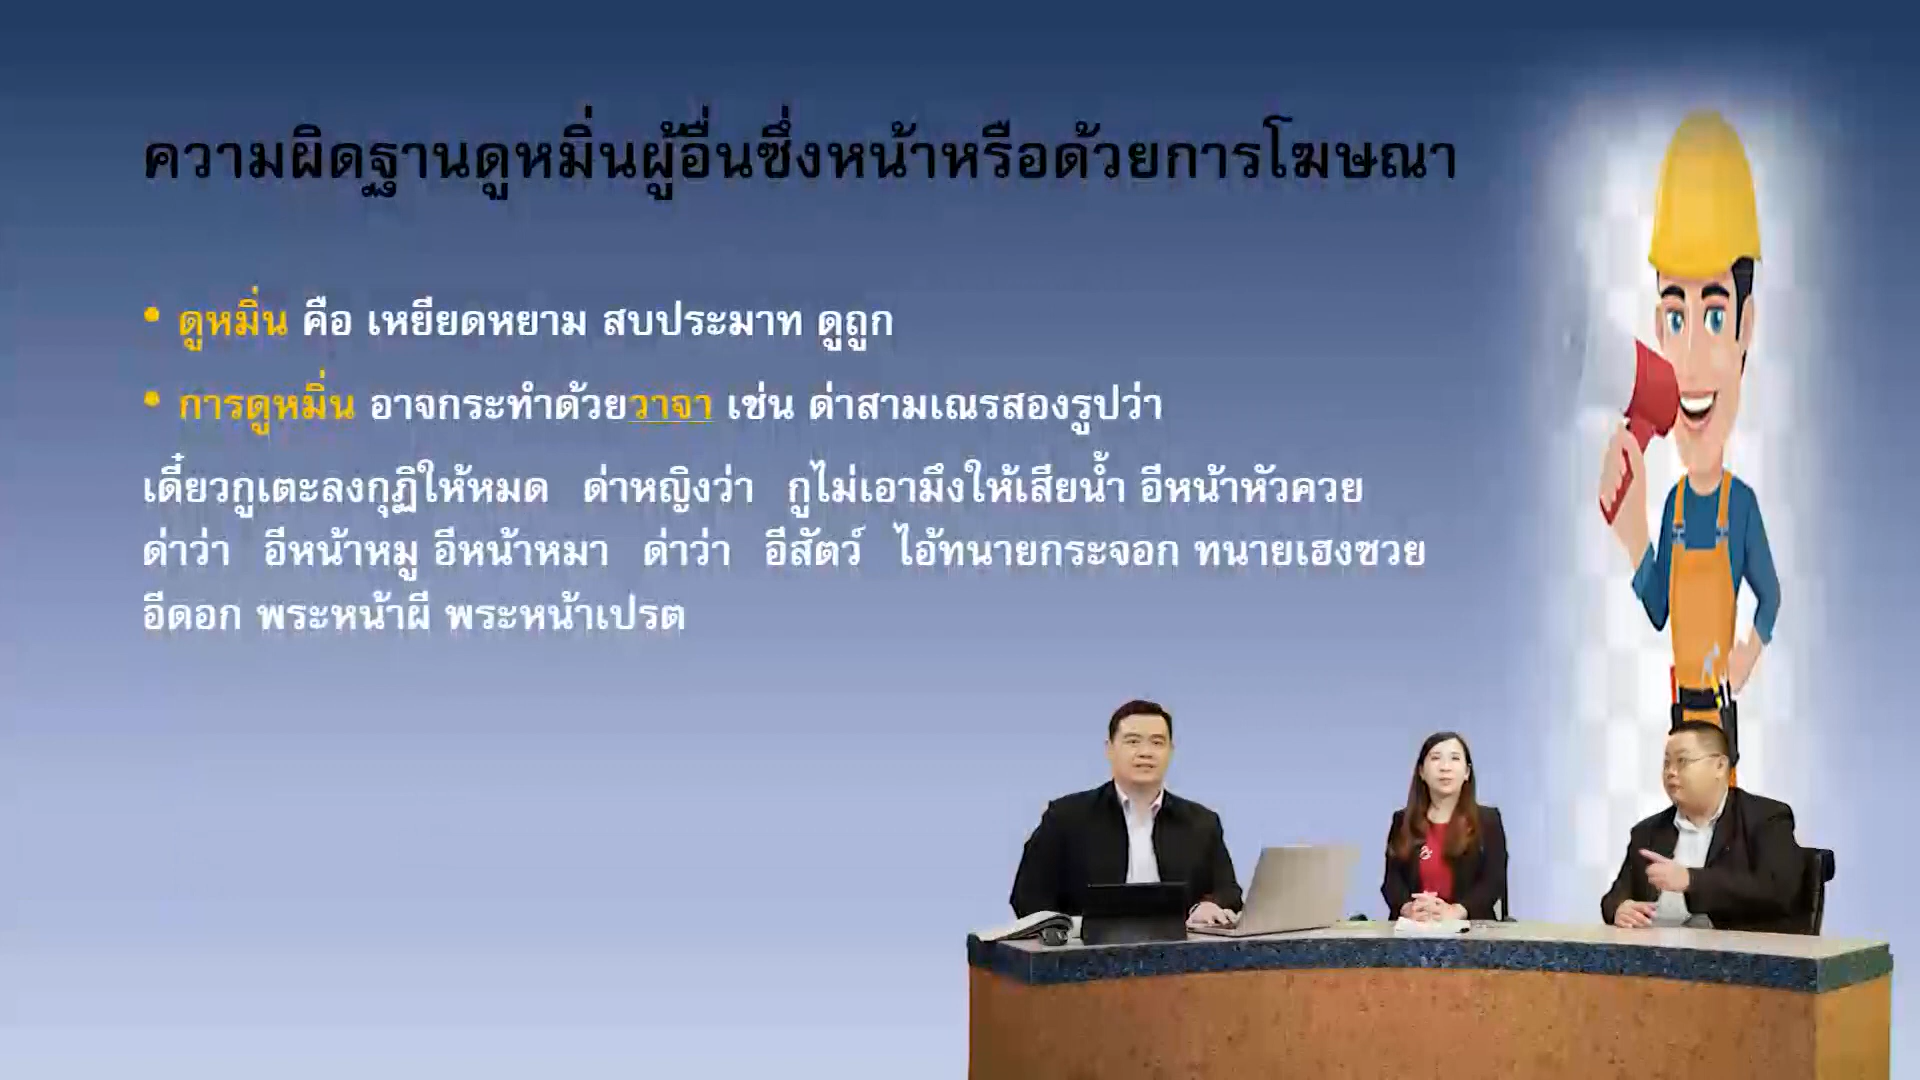 ความผิดฐานดูหมิ่นผู้อื่นซึ่งหน้าหรือด้วยการโฆษณา
• ดูหมิ่น คือ เหยียดหยาม สบประมาท ดูถูก
• การดูหมิ่น อาจกระทำด้วยวาจา เช่น ด่าสามเณรสองรูปว่า
เดี๋ยวกูเตะลงกุฏิให้หมด ด่าหญิงว่า กูไม่เอามึงให้เสียน้ำ อีหน้าหัวควย
ด่าว่า อีหน้าหมู อีหน้าหมา ด่าว่า อีสัตว์ ไอ้ทนายกระจอก ทนายเฮงซวย
อีดอก พระหน้าผี พระหน้าเปรต